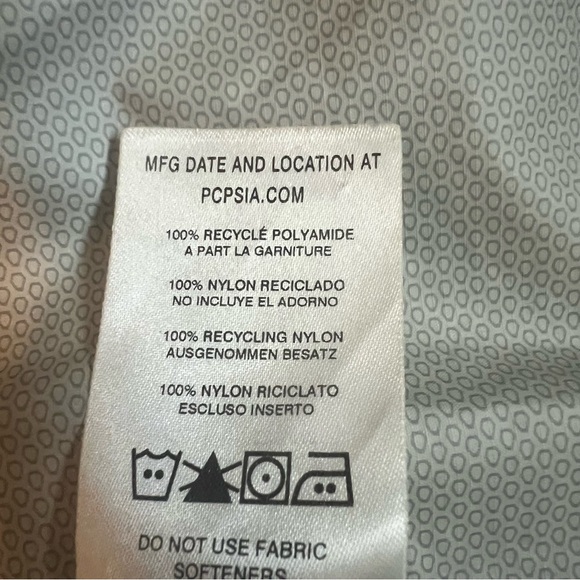 MFG DATE AND LOCATION AT
PCPSIA.COM
100% RECYCLÉ POLYAMIDE
A PART LA GARNITURE
100% NYLON RECICLADO
NO INCLUYE EL ADORNO
100% RECYCLING NYLON
AUSGENOMMEN BESATZ
100% NYLON RICICLATO
ESCLUSO INSERTO
DO NOT USE FABRIC
SOFTENERS